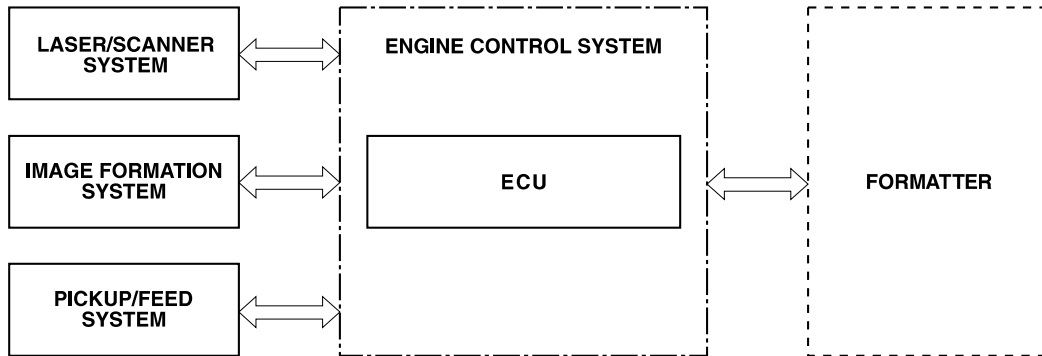 LASER/SCANNER
SYSTEM
ENGINE CONTROL SYSTEM
IMAGE FORMATION
SYSTEM
ECU
FORMATTER
PICKUP/FEED
SYSTEM